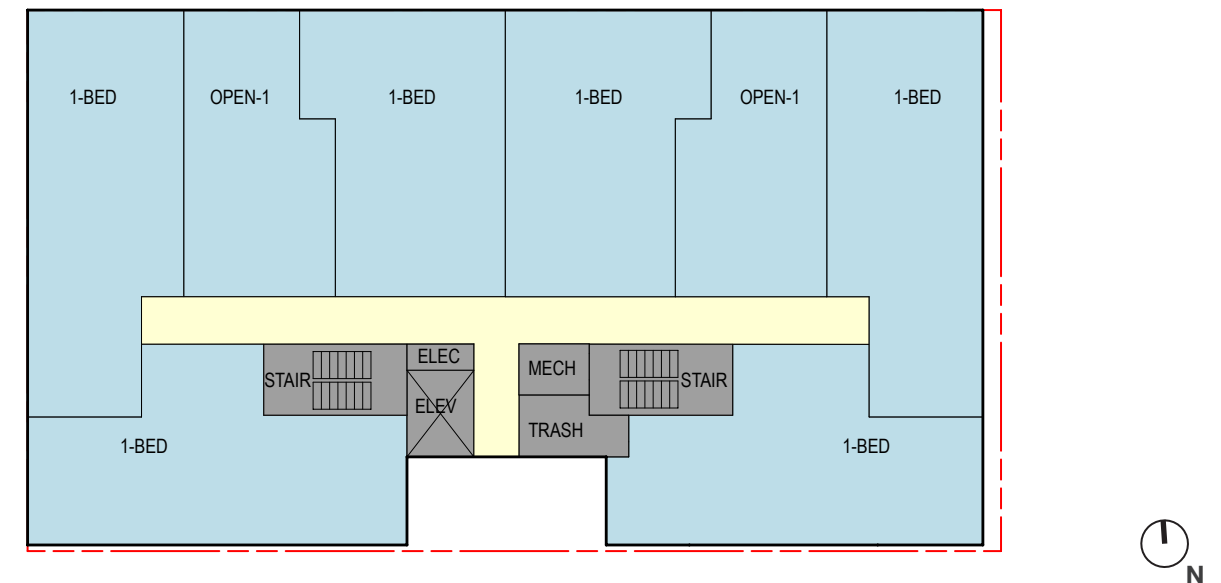 1-BED
OPEN-1
1-BED
1-BED
OPEN-1
1-BED
ELEC
MECH
STAIR
STAIR
ELEV
TRASH
1-BED
1-BED
N